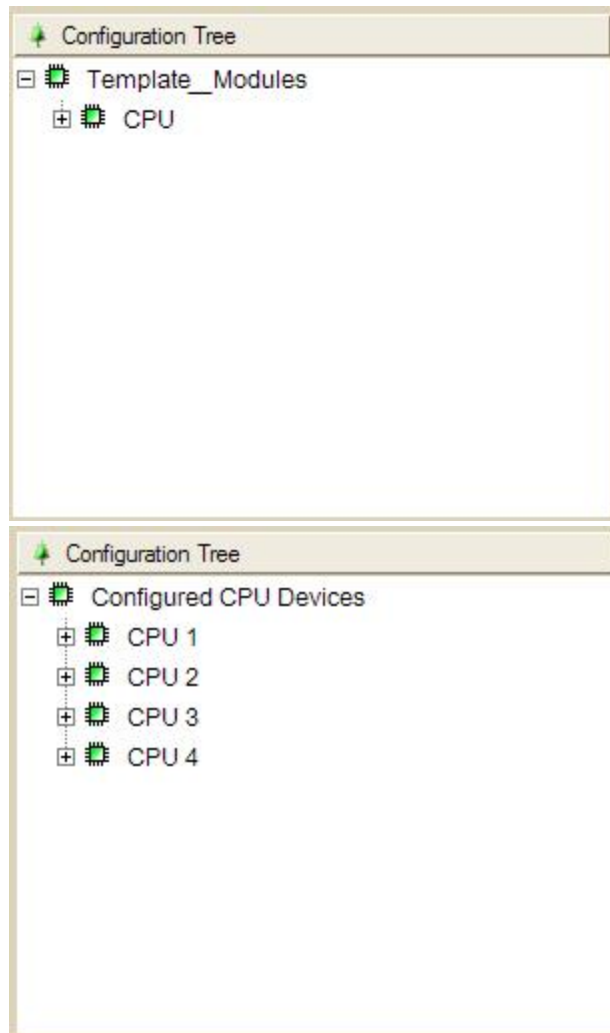 Configuration Tree
Template__Modules
CPU
Configuration Tree
Configured CPU Devices
CPU 1
CPU 2
CPU 3
CPU 4